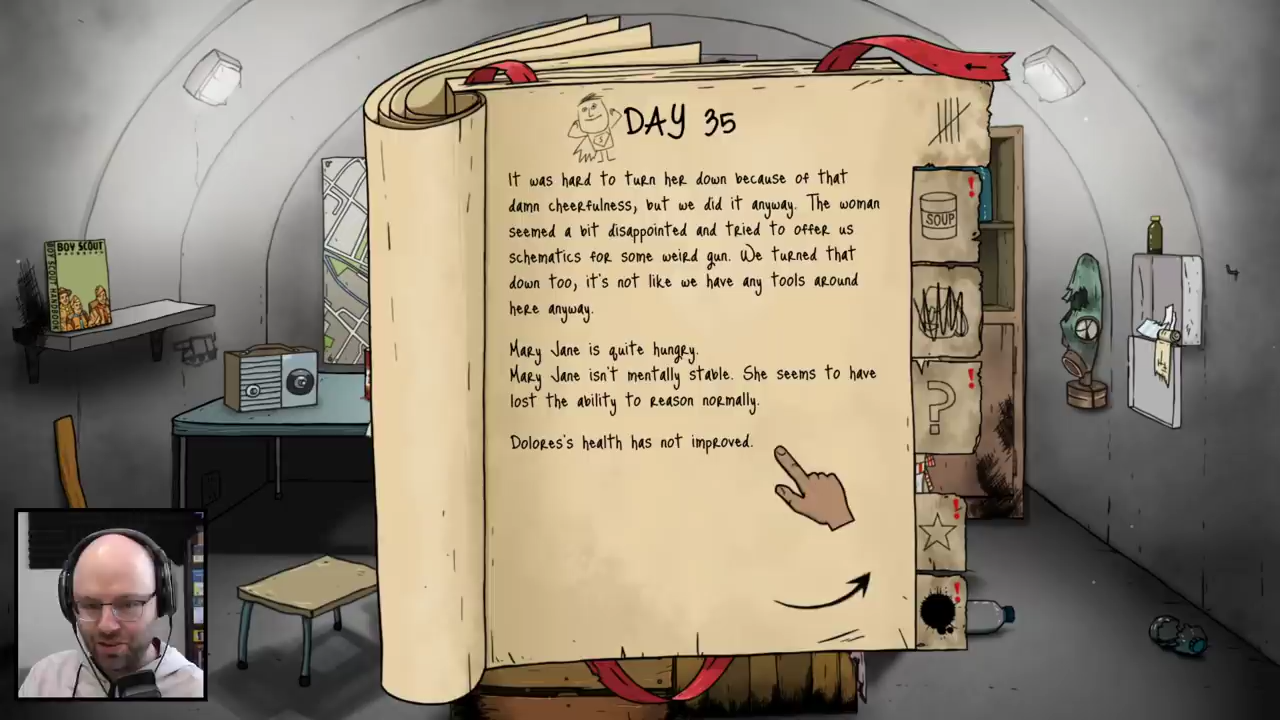 DAY 35
It was hard to turn her down because of that
damn cheerfulness, but we did it anyway. The woman
seemed a bit disappointed and tried to offer us
schematics for some weird gun. We turned that
down too, it's not like we have any tools around
here anyway.
Mary Jane is quite hungry.
Mary Jane isn't mentally stable. She seems to have
lost the ability to reason normally.
Dolores's health has not improved.
SOUP
BOY SCOUT
BOY SCOUT HANDBOOK